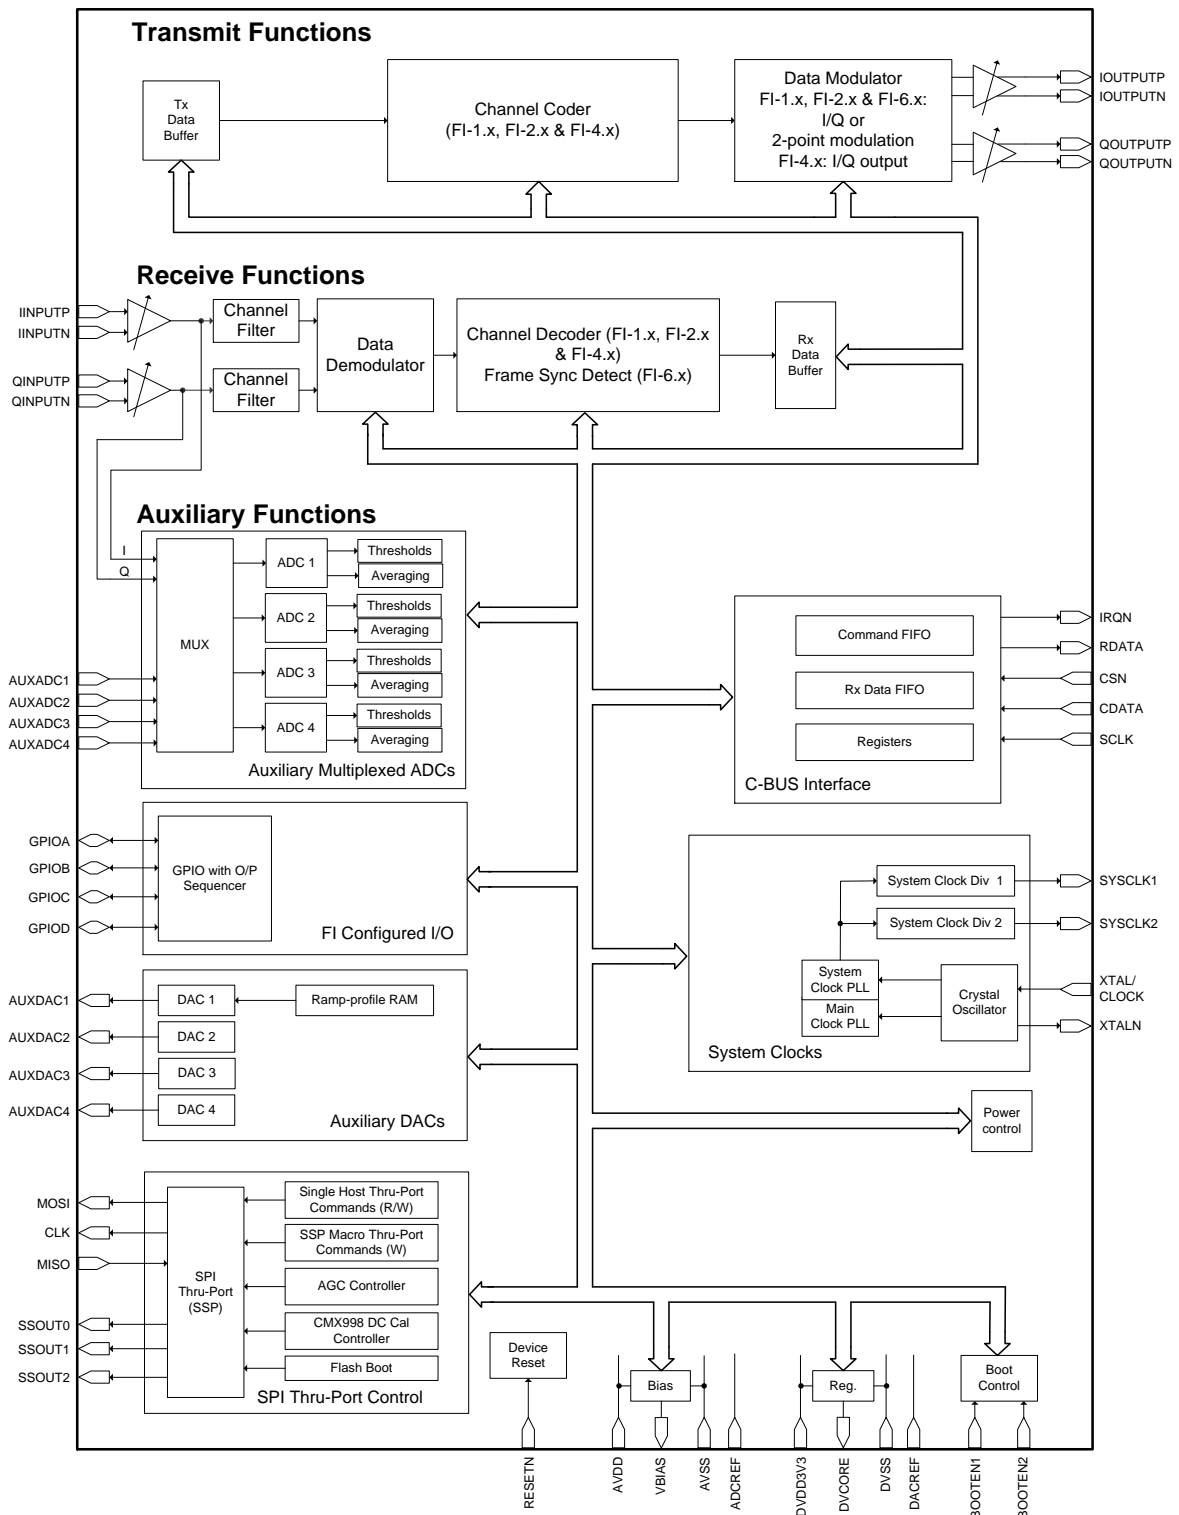 Transmit Functions
Tx
Data
Buffer
Channel Coder
(FI-1.x, FI-2.x & FI-4.x)
Data Modulator
FI-1.x, FI-2.x & FI-6.x:
I/Q or
2-point modulation
FI-4.x: I/Q output
IOUTPUTP
IOUTPUTN
QOUTPUTP
QOUTPUTN
Receive Functions
IINPUTP
IINPUTN
QINPUTP
QINPUTN
Channel
Filter
Channel
Filter
Data
Demodulator
Channel Decoder (FI-1.x, FI-2.x
& FI-4.x)
Frame Sync Detect (FI-6.x)
Rx
Data
Buffer
Auxiliary Functions
I
Q
MUX
ADC 1
Thresholds
Averaging
ADC 2
Thresholds
Averaging
ADC 3
Thresholds
Averaging
ADC 4
Thresholds
Averaging
AUXADC1
AUXADC2
AUXADC3
AUXADC4
Auxiliary Multiplexed ADCs
Command FIFO
Rx Data FIFO
Registers
C-BUS Interface
IRQN
RDATA
CSN
CDATA
SCLK
GPIOA
GPIOB
GPIOC
GPIOD
GPIO with O/P
Sequencer
FI Configured I/O
System Clock Div 1
System Clock Div 2
System
Clock PLL
Main
Clock PLL
Crystal
Oscillator
System Clocks
SYSCLK1
SYSCLK2
XTAL/
CLOCK
XTALN
AUXDAC1
AUXDAC2
AUXDAC3
AUXDAC4
DAC 1
Ramp-profile RAM
DAC 2
DAC 3
DAC 4
Auxiliary DACs
Power
control
MOSI
CLK
MISO
SSOUT0
SSOUT1
SSOUT2
SPI
Thru-Port
(SSP)
Single Host Thru-Port
Commands (R/W)
SSP Macro Thru-Port
Commands (W)
AGC Controller
CMX998 DC Cal
Controller
Flash Boot
SPI Thru-Port Control
Device
Reset
Bias
Reg.
Boot
Control
RESETN
AVDD
VBIAS
AVSS
ADCREF
DVDD3V3
DVCORE
DVSS
DACREF
BOOTEN1
BOOTEN2